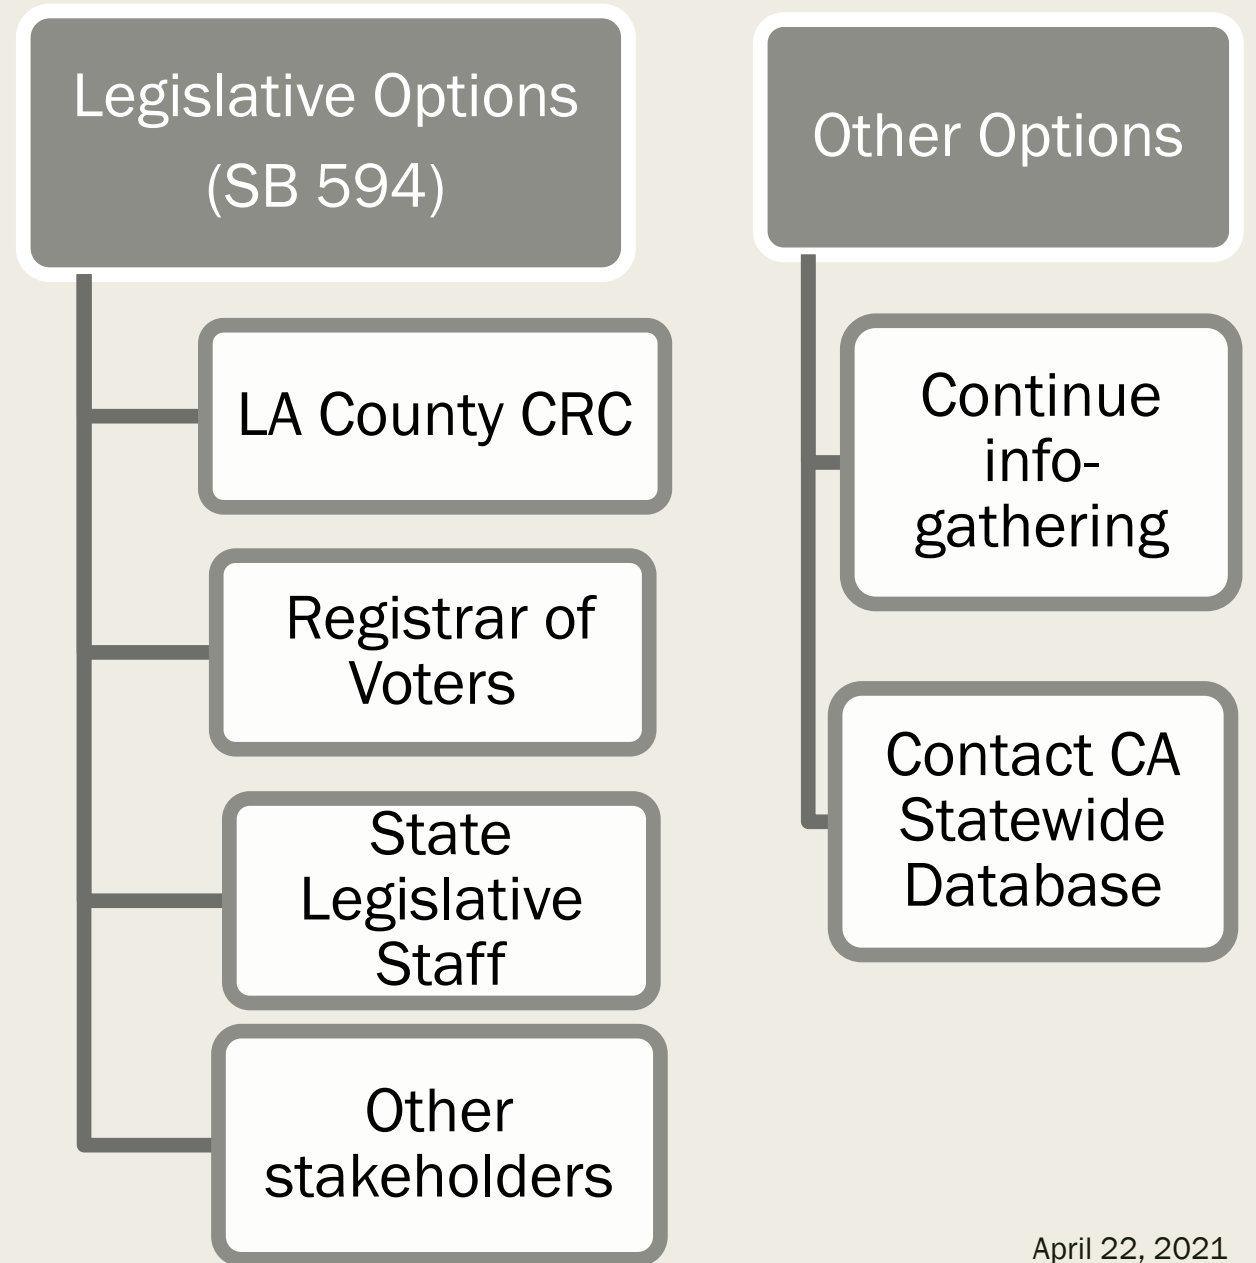 Legislative Options
(SB 594)
LA County CRC
Registrar of
Voters
State
Legislative
Staff
Other
stakeholders
Other Options
Continue
info-
gathering
Contact CA
Statewide
Database
April 22, 2021